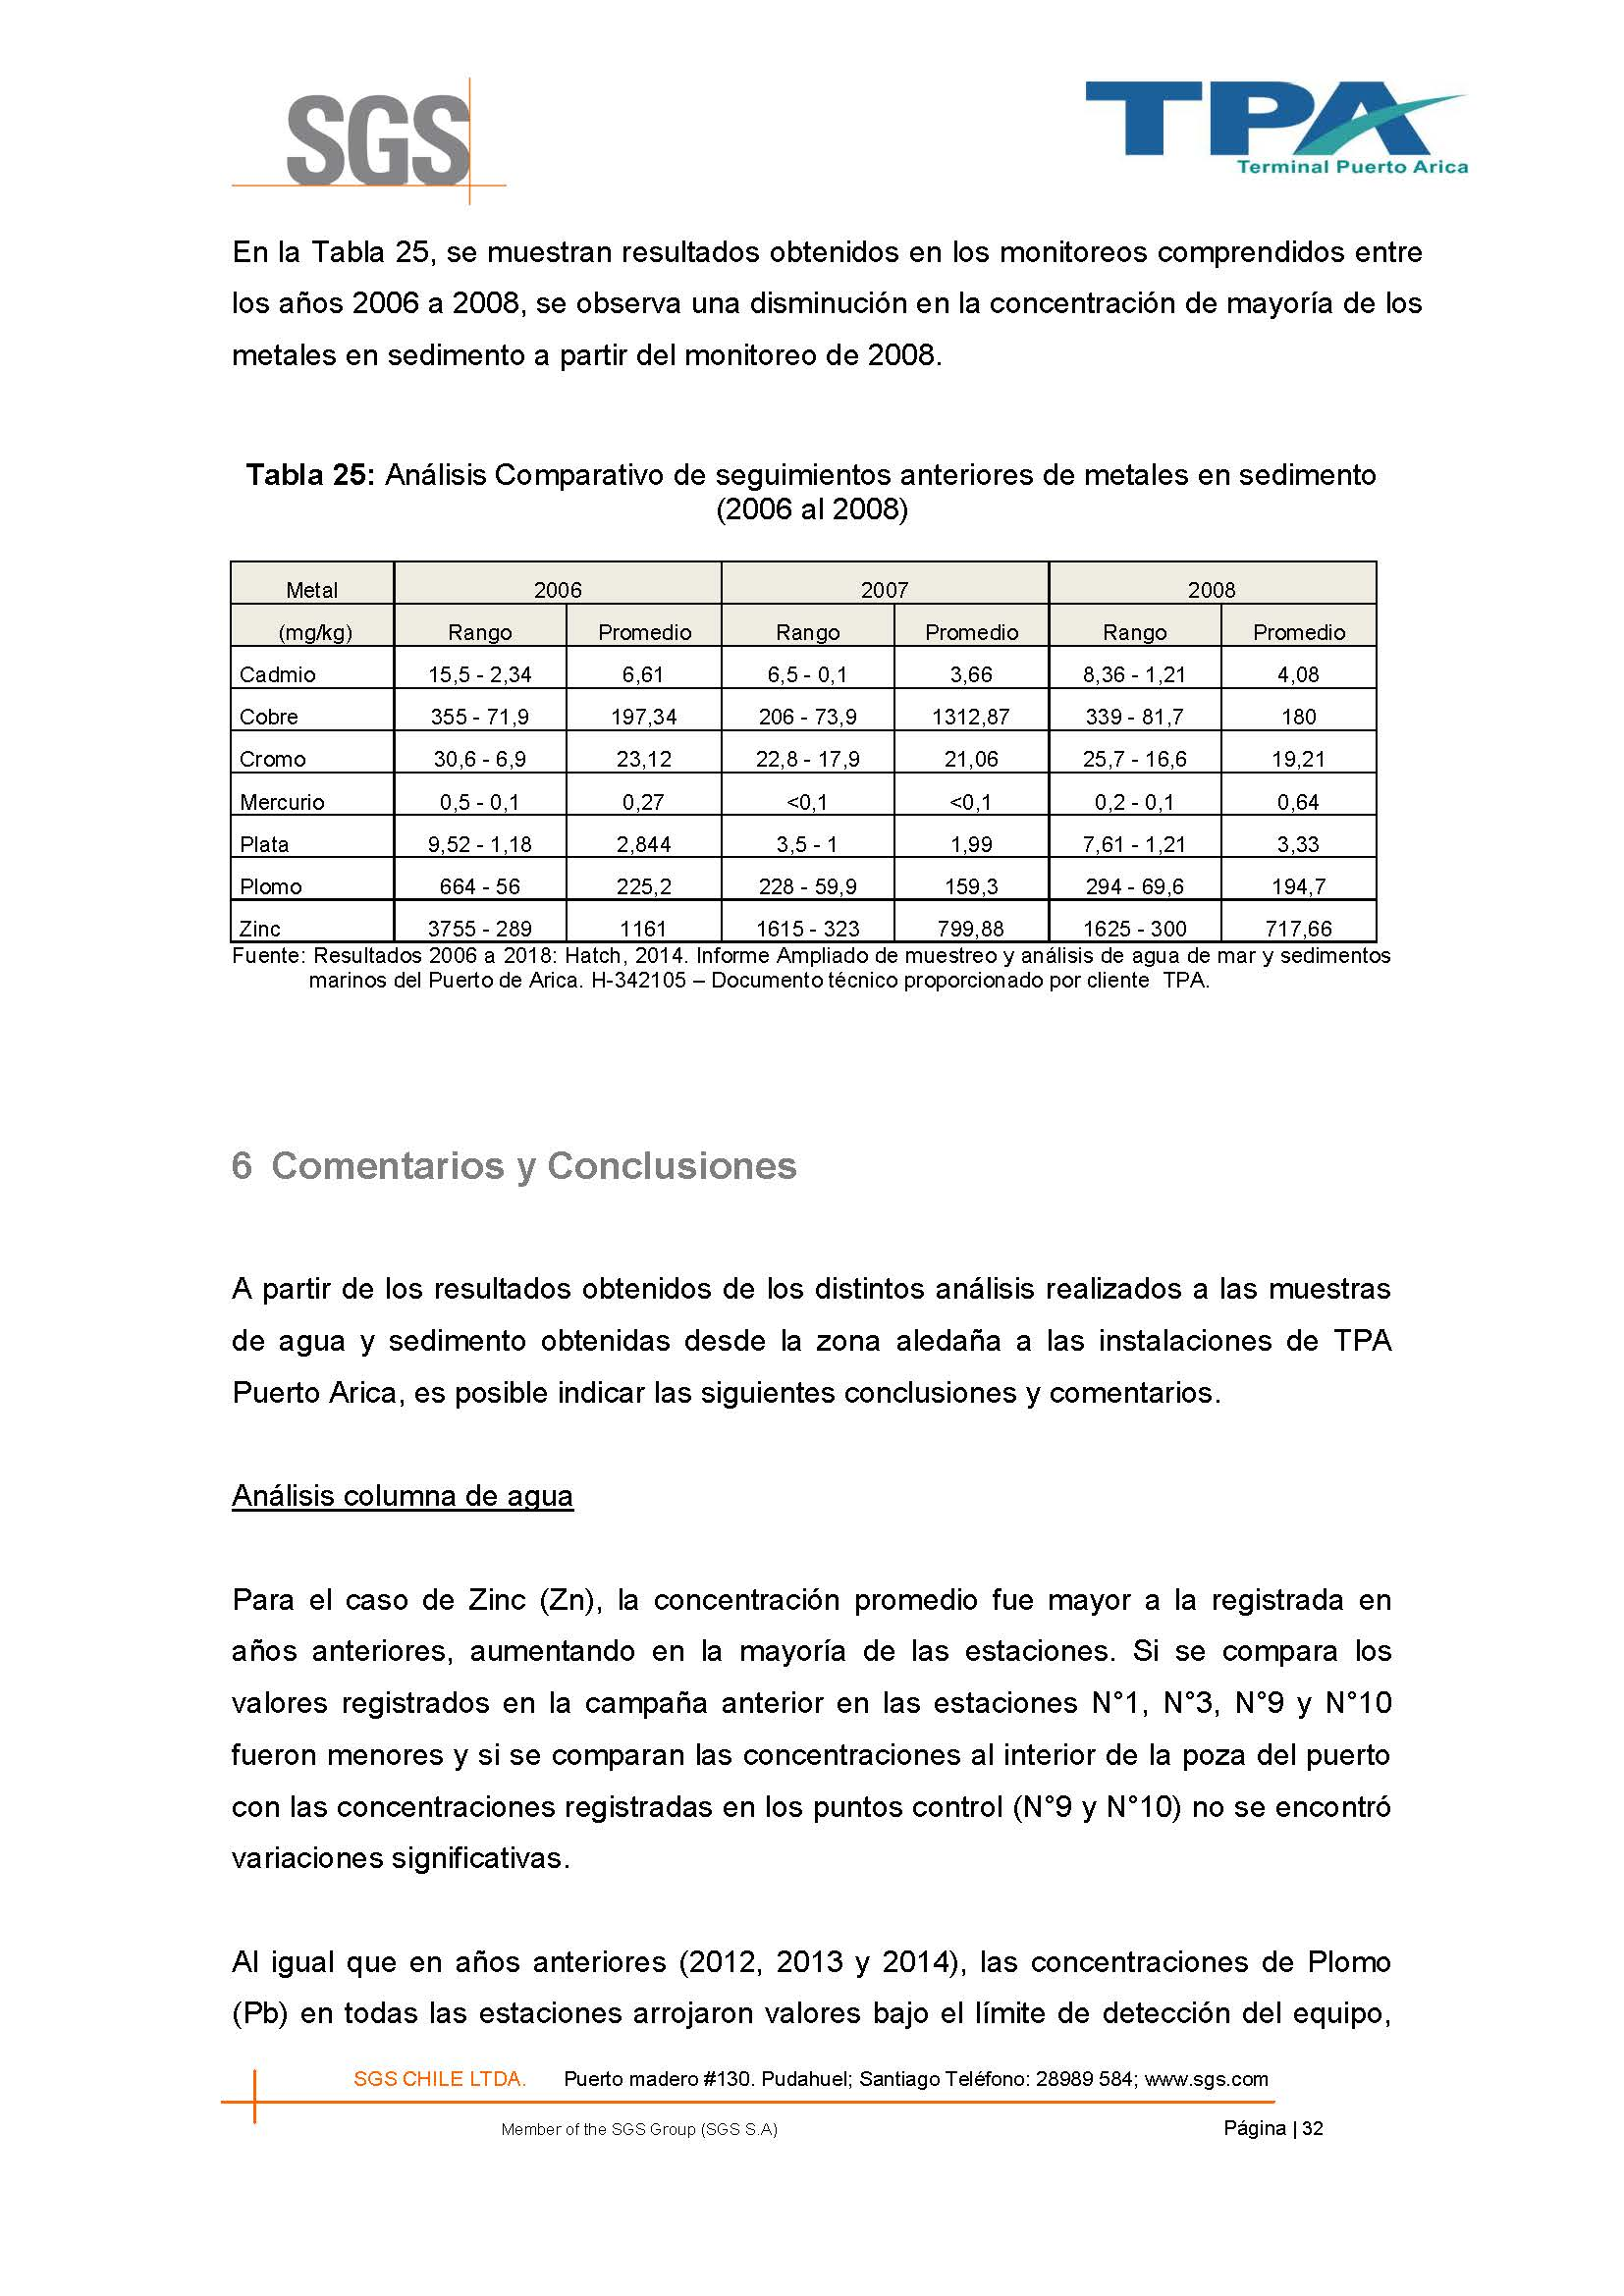 SGS
TPA
Terminal Puerto Arica
En la Tabla 25, se muestran resultados obtenidos en los monitoreos comprendidos entre
los años 2006 a 2008, se observa una disminución en la concentración de mayoría de los
metales en sedimento a partir del monitoreo de 2008.
Tabla 25: Análisis Comparativo de seguimientos anteriores de metales en sedimento
(2006 al 2008)
Metal 2006 2007 2008
(mg/kg) Rango Promedio Rango Promedio Rango Promedio
Cadmio 15,5 - 2,34 6,61 6,5 - 0,1 3,66 8,36 - 1,21 4,08
Cobre 355 - 71,9 197,34 206 - 73,9 1312,87 339 - 81,7 180
Cromo 30,6 - 6,9 23,12 22,8 - 17,9 21,06 25,7 - 16,6 19,21
Mercurio 0,5 - 0,1 0,27 <0,1 <0,1 0,2 - 0,1 0,64
Plata 9,52 - 1,18 2,844 3,5 - 1 1,99 7,61 - 1,21 3,33
Plomo 664 - 56 225,2 228 - 59,9 159,3 294 - 69,6 194,7
Zinc 3755 - 289 1161 1615 - 323 799,88 1625 - 300 717,66
Fuente: Resultados 2006 a 2018: Hatch, 2014. Informe Ampliado de muestreo y análisis de agua de mar y sedimentos
marinos del Puerto de Arica. H-342105 – Documento técnico proporcionado por cliente TPA.
6 Comentarios y Conclusiones
A partir de los resultados obtenidos de los distintos análisis realizados a las muestras
de agua y sedimento obtenidas desde la zona aledaña a las instalaciones de TPA
Puerto Arica, es posible indicar las siguientes conclusiones y comentarios.
Análisis columna de agua
Para el caso de Zinc (Zn), la concentración promedio fue mayor a la registrada en
años anteriores, aumentando en la mayoría de las estaciones. Si se compara los
valores registrados en la campaña anterior en las estaciones N°1, N°3, N°9 y N°10
fueron menores y si se comparan las concentraciones al interior de la poza del puerto
con las concentraciones registradas en los puntos control (N°9 y N°10) no se encontró
variaciones significativas.
Al igual que en años anteriores (2012, 2013 y 2014), las concentraciones de Plomo
(Pb) en todas las estaciones arrojaron valores bajo el límite de detección del equipo,
SGS CHILE LTDA. Puerto madero #130. Pudahuel; Santiago Teléfono: 28989 584; www.sgs.com
Member of the SGS Group (SGS S.A) Página | 32